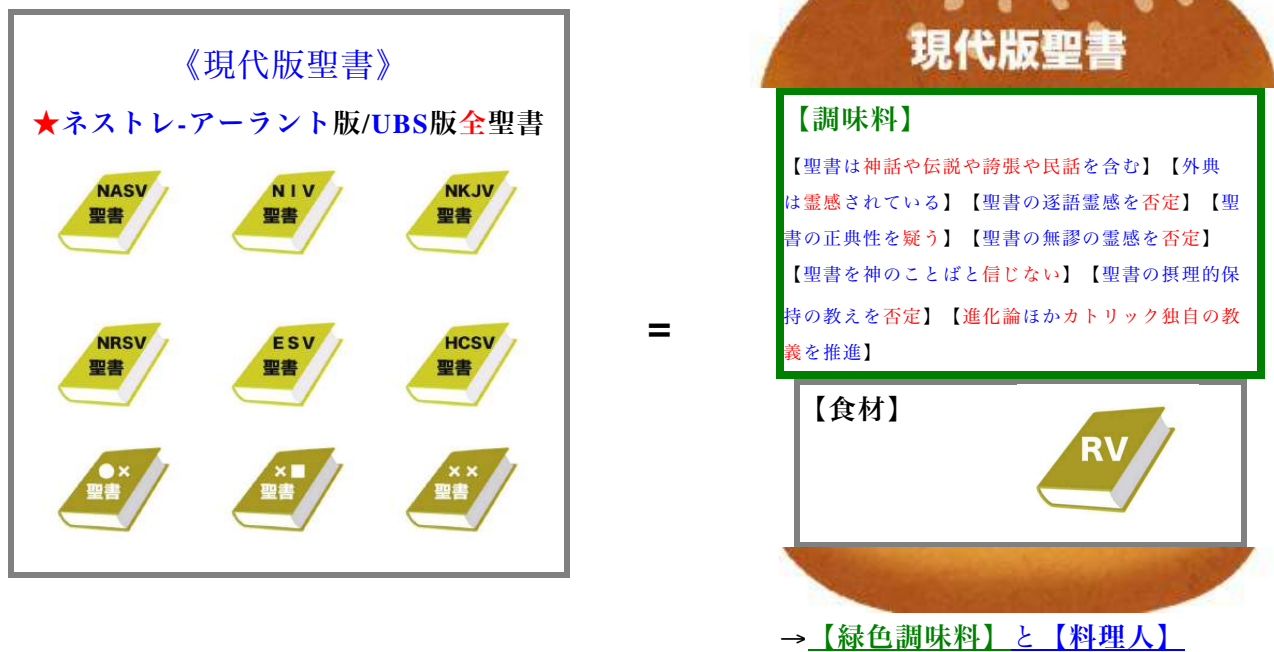 《現代版聖書》
★ネストレ-アーラント版/UBS版全聖書
NASV
聖書
NIV
聖書
NKJV
聖書
NRSV
聖書
ESV
聖書
HCSV
聖書
●×
聖書
×■
聖書
××
聖書
=
現代版聖書
【調味料】
【聖書は神話や伝説や誇張や民話を含む】【外典
は霊感されている】【聖書の逐語霊感を否定】【聖
書の正典性を疑う】【聖書の無謬の霊感を否定】
【聖書を神のことばと信じない】【聖書の摂理的保
持の教えを否定】【進化論ほかカトリック独自の教
義を推進】
【食材】
RV
→【緑色調味料】と【料理人】